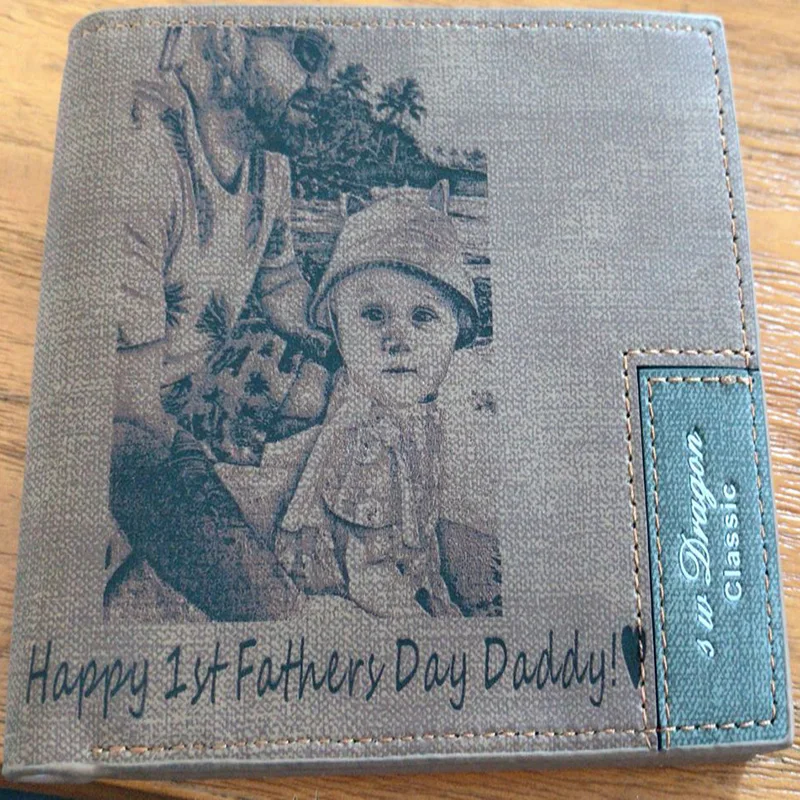 Happy 1st Fathers Day Daddy!♥
s w Dragon
Classic